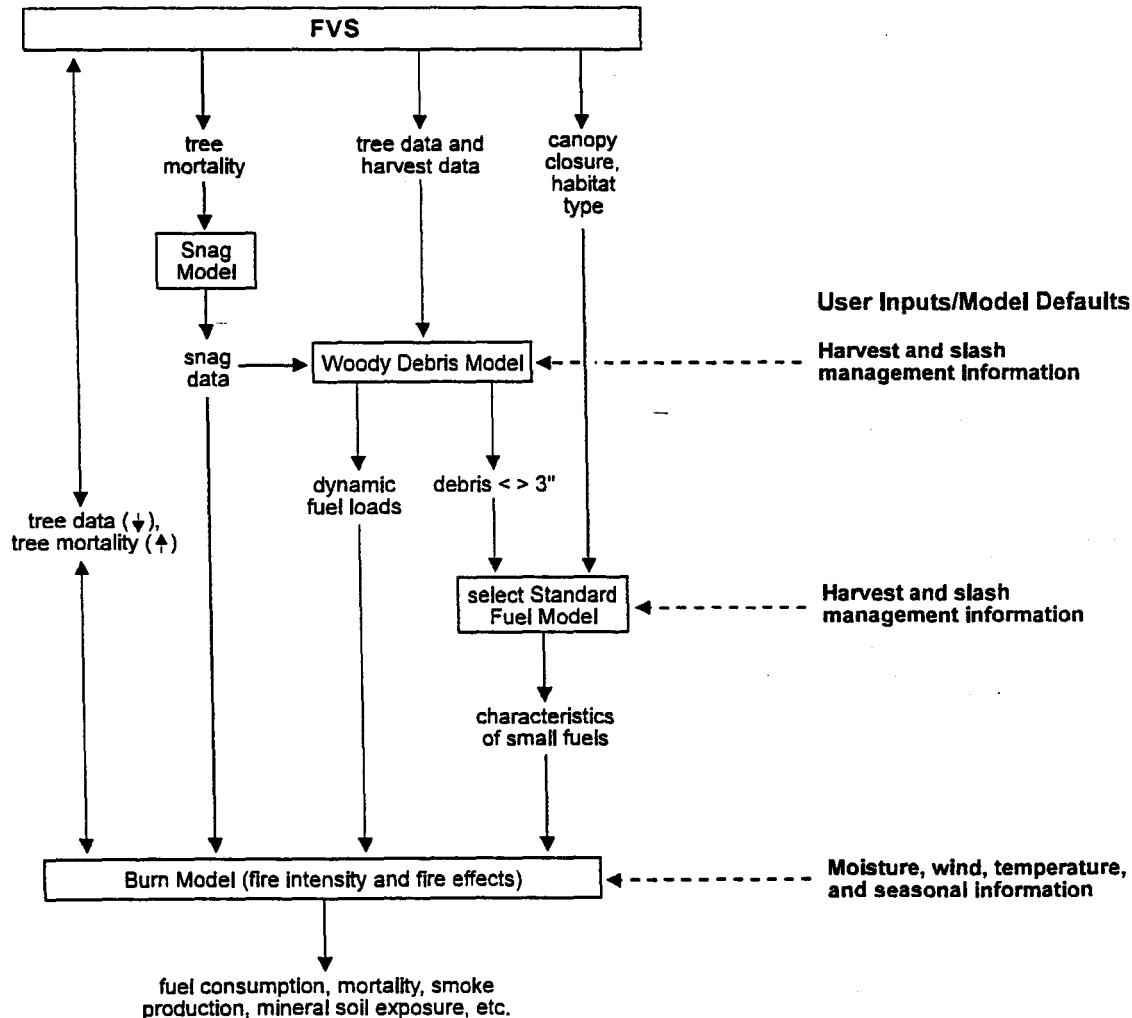 FVS
tree
mortality
tree data and
harvest data
canopy
closure,
habitat
type
Snag
Model
User Inputs/Model Defaults
snag
data
Woody Debris Model
Harvest and slash
management information
dynamic
fuel loads
debris < > 3"
tree data (↓),
tree mortality (↑)
select Standard
Fuel Model
Harvest and slash
management information
characteristics
of small fuels
Burn Model (fire intensity and fire effects)
Moisture, wind, temperature,
and seasonal information
fuel consumption, mortality, smoke
production, mineral soil exposure, etc.